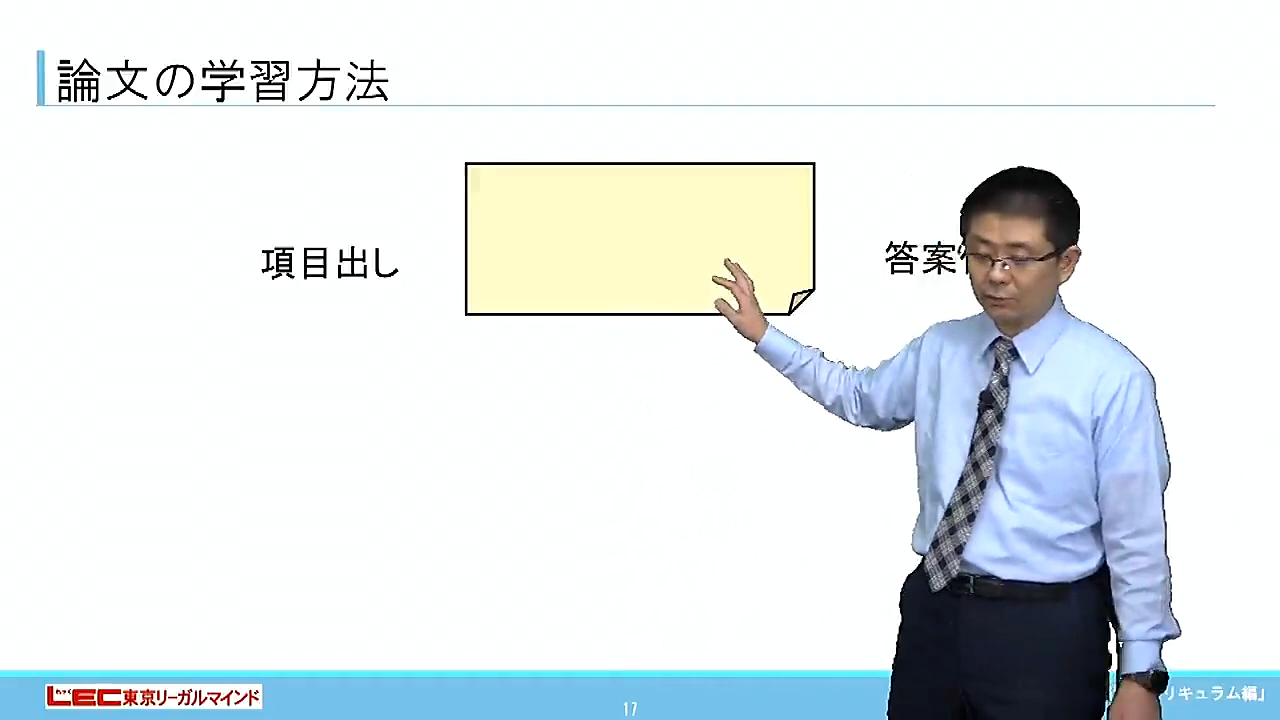 論文の学習方法
項目出し
答案
LEC東京リーガルマインド
17
リキュラム編」